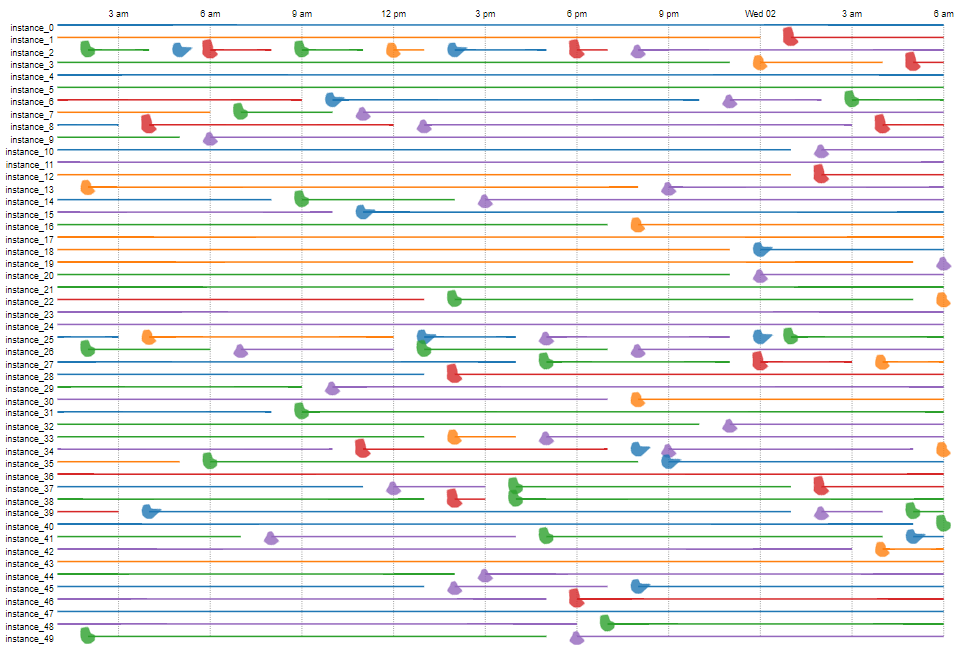 3 am 6 am 9 am 12 pm 3 pm 6 pm 9 pm Wed 02 3 am 6 am
instance_0
instance_1
instance_2
instance_3
instance_4
instance_5
instance_6
instance_7
instance_8
instance_9
instance_10
instance_11
instance_12
instance_13
instance_14
instance_15
instance_16
instance_17
instance_18
instance_19
instance_20
instance_21
instance_22
instance_23
instance_24
instance_25
instance_26
instance_27
instance_28
instance_29
instance_30
instance_31
instance_32
instance_33
instance_34
instance_35
instance_36
instance_37
instance_38
instance_39
instance_40
instance_41
instance_42
instance_43
instance_44
instance_45
instance_46
instance_47
instance_48
instance_49